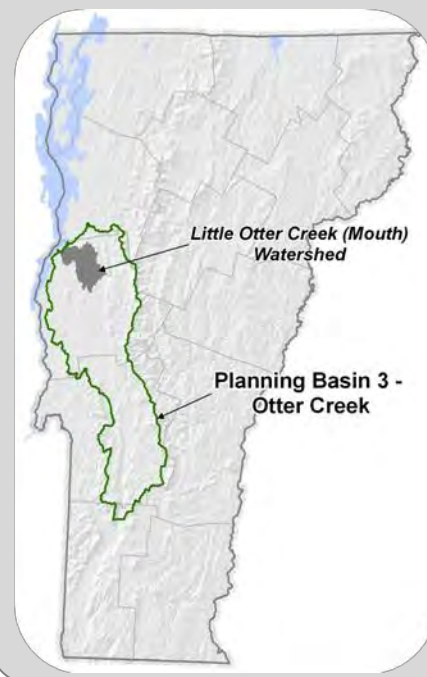 Little Otter Creek (Mouth)
Watershed
Planning Basin 3 -
Otter Creek